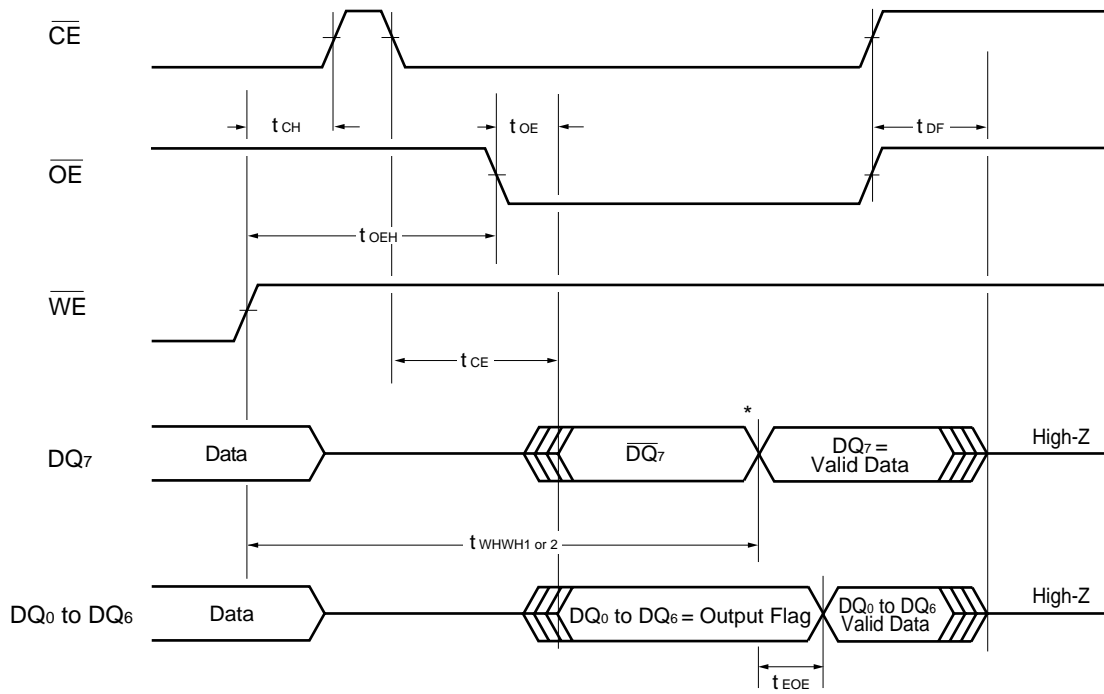 CE
t CH
t OE
t DF
OE
t OEH
WE
t CE
*
DQ7
Data
DQ7
DQ7 =
Valid Data
High-Z
t WHWH1 or 2
DQ0 to DQ6
Data
DQ0 to DQ6 = Output Flag
DQ0 to DQ6
Valid Data
High-Z
t EOE